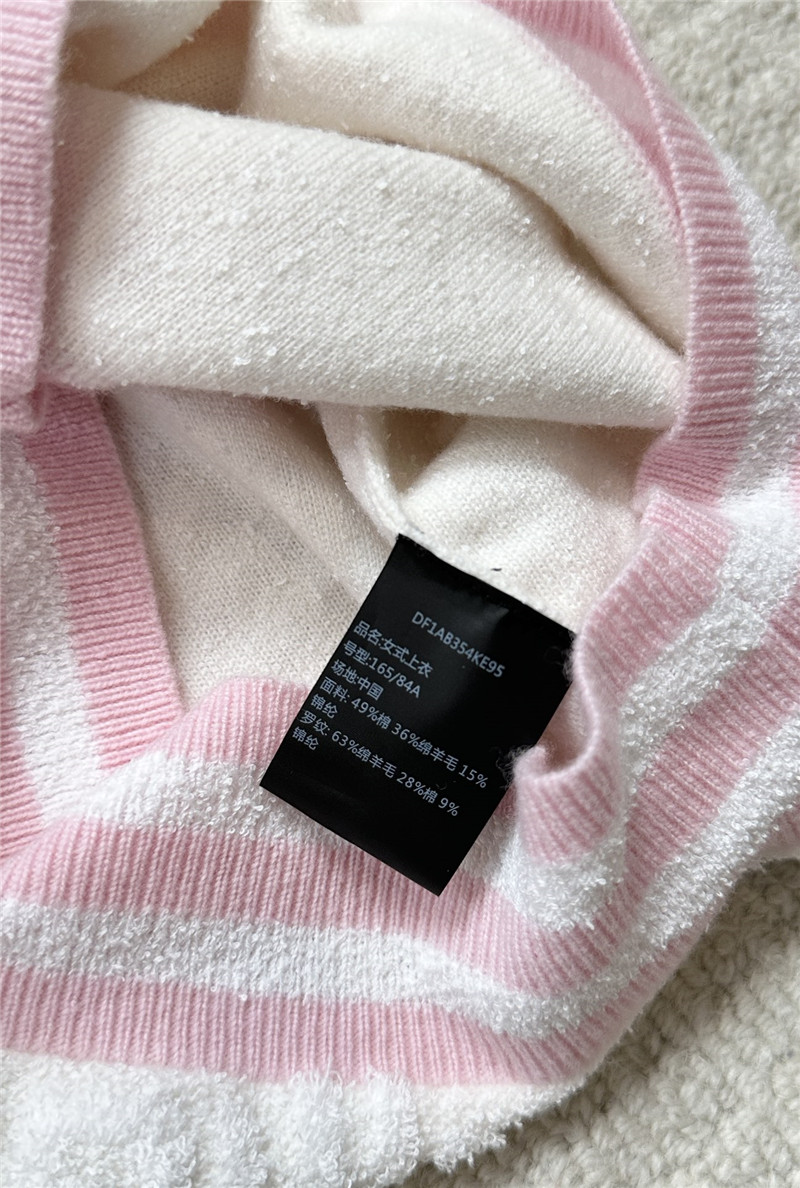 DF1AB354KE95
品名:女式上衣
号型:165/84A
场地:中国
面料: 49%棉 36%绵羊毛 15%
锦纶
罗纹: 63%绵羊毛 28%棉 9%
锦纶